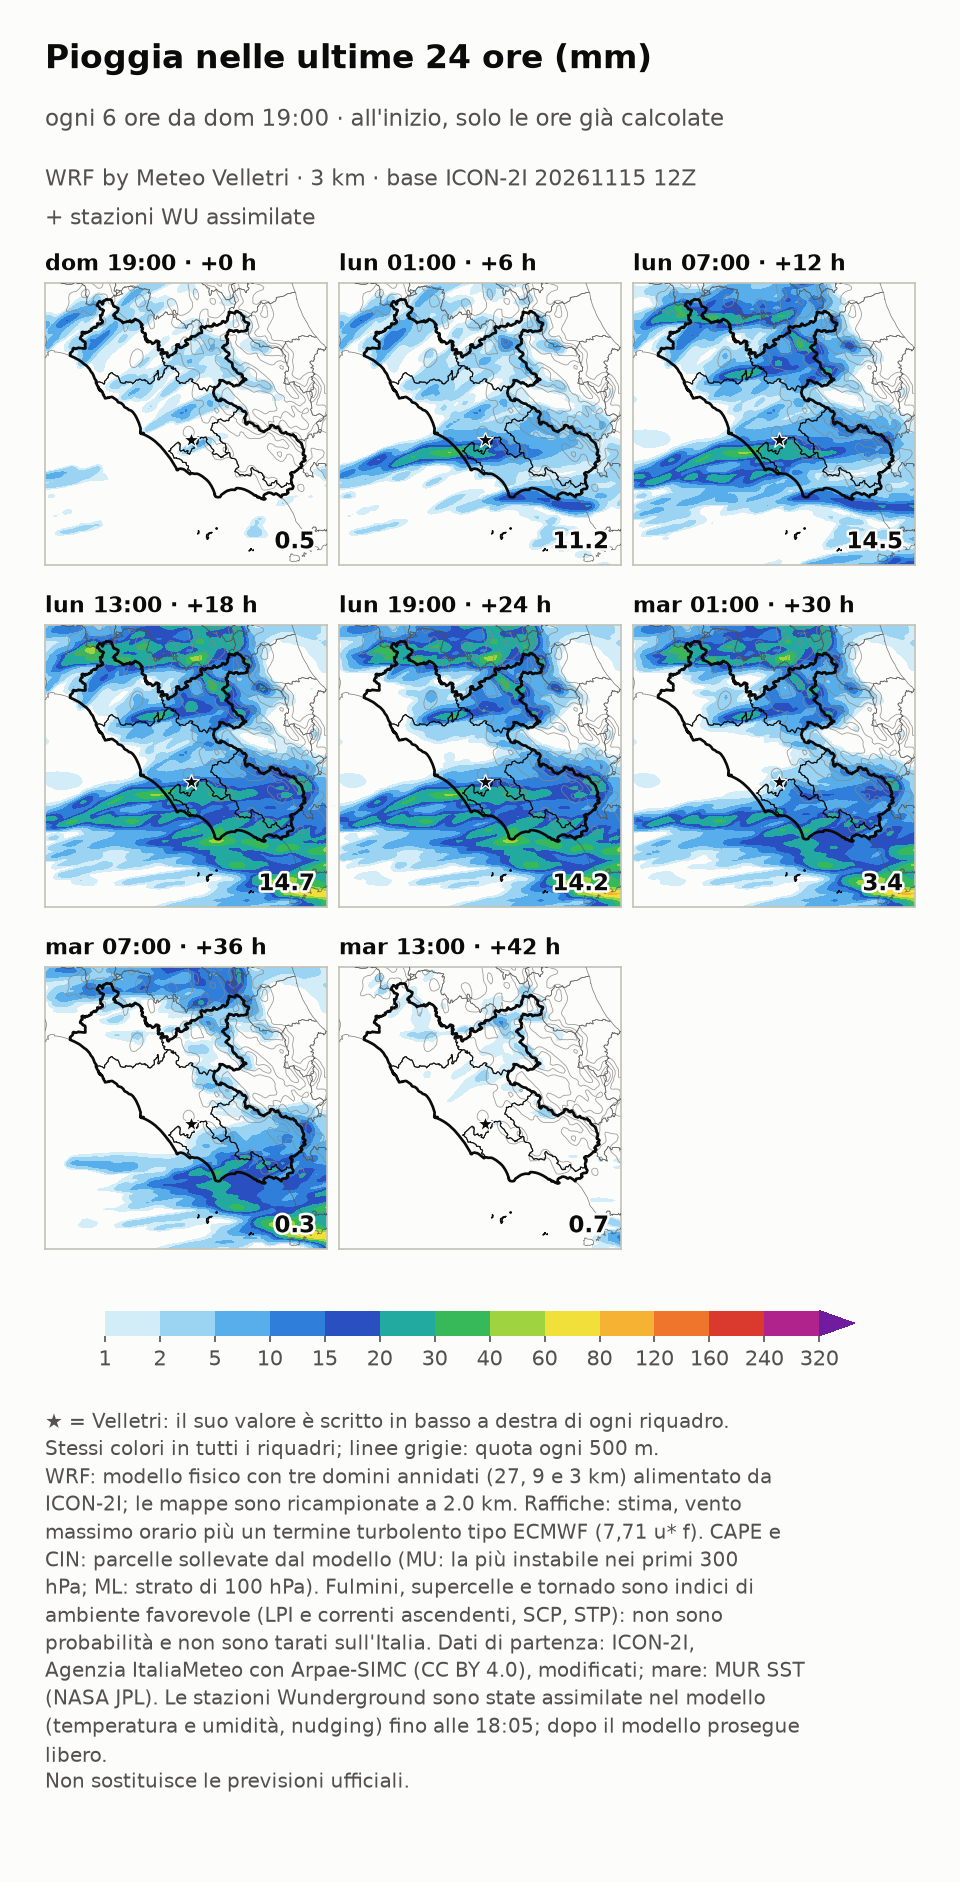 Pioggia nelle ultime 24 ore (mm)
ogni 6 ore da dom 19:00 · all'inizio, solo le ore già calcolate
WRF by Meteo Velletri · 3 km · base ICON-2I 20261115 12Z
+ stazioni WU assimilate
dom 19:00 · +0 h
lun 01:00 · +6 h
lun 07:00 · +12 h
0.5
11.2
14.5
lun 13:00 · +18 h
lun 19:00 · +24 h
mar 01:00 · +30 h
14.7
14.2
3.4
mar 07:00 · +36 h
mar 13:00 · +42 h
0.3
0.7
1 2 5 10 15 20 30 40 60 80 120 160 240 320
★ = Velletri: il suo valore è scritto in basso a destra di ogni riquadro.
Stessi colori in tutti i riquadri; linee grigie: quota ogni 500 m.
WRF: modello fisico con tre domini annidati (27, 9 e 3 km) alimentato da
ICON-2I; le mappe sono ricampionate a 2.0 km. Raffiche: stima, vento
massimo orario più un termine turbolento tipo ECMWF (7,71 u* f). CAPE e
CIN: parcelle sollevate dal modello (MU: la più instabile nei primi 300
hPa; ML: strato di 100 hPa). Fulmini, supercelle e tornado sono indici di
ambiente favorevole (LPI e correnti ascendenti, SCP, STP): non sono
probabilità e non sono tarati sull'Italia. Dati di partenza: ICON-2I,
Agenzia ItaliaMeteo con Arpae-SIMC (CC BY 4.0), modificati; mare: MUR SST
(NASA JPL). Le stazioni Wunderground sono state assimilate nel modello
(temperatura e umidità, nudging) fino alle 18:05; dopo il modello prosegue
libero.
Non sostituisce le previsioni ufficiali.